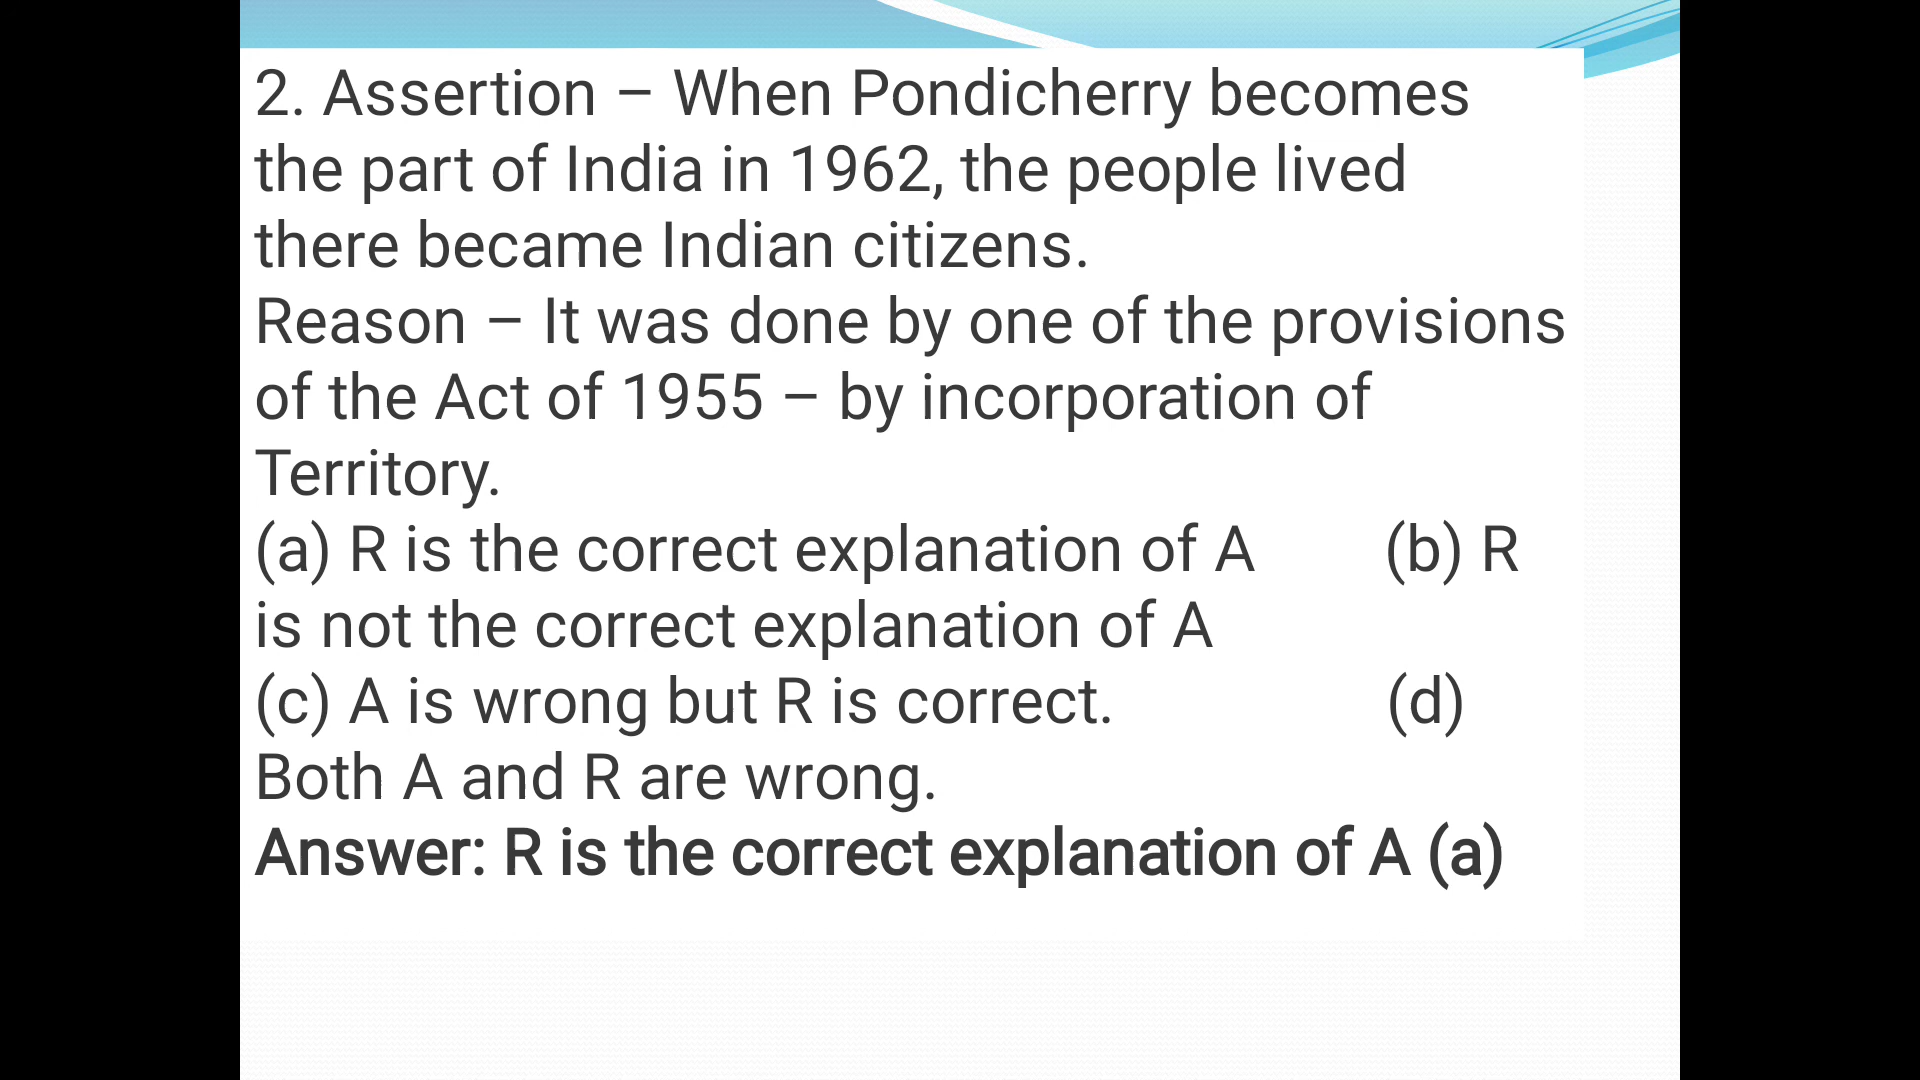 2. Assertion – When Pondicherry becomes
the part of India in 1962, the people lived
there became Indian citizens.
Reason – It was done by one of the provisions
of the Act of 1955 – by incorporation of
Territory.
(a) R is the correct explanation of A (b) R
is not the correct explanation of A
(c) A is wrong but R is correct. (d)
Both A and R are wrong.
Answer: R is the correct explanation of A (a)